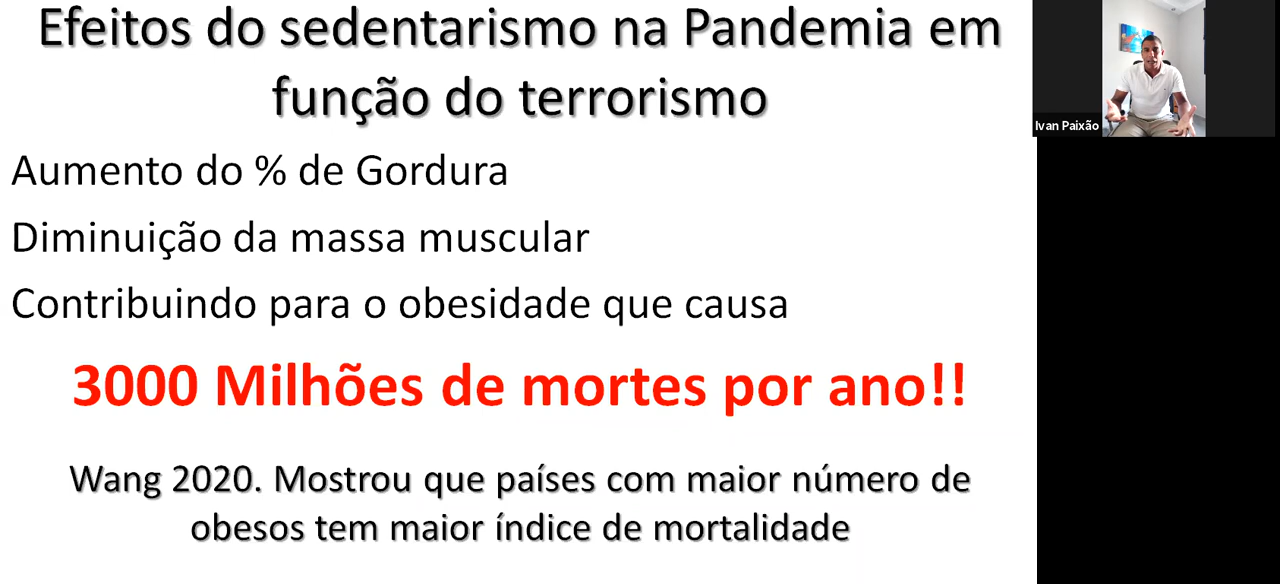 Efeitos do sedentarismo na Pandemia em
função do terrorismo
Ivan Paixão
Aumento do % de Gordura
Diminuição da massa muscular
Contribuindo para o obesidade que causa
3000 Milhões de mortes por ano!!
Wang 2020. Mostrou que países com maior número de
obesos tem maior índice de mortalidade